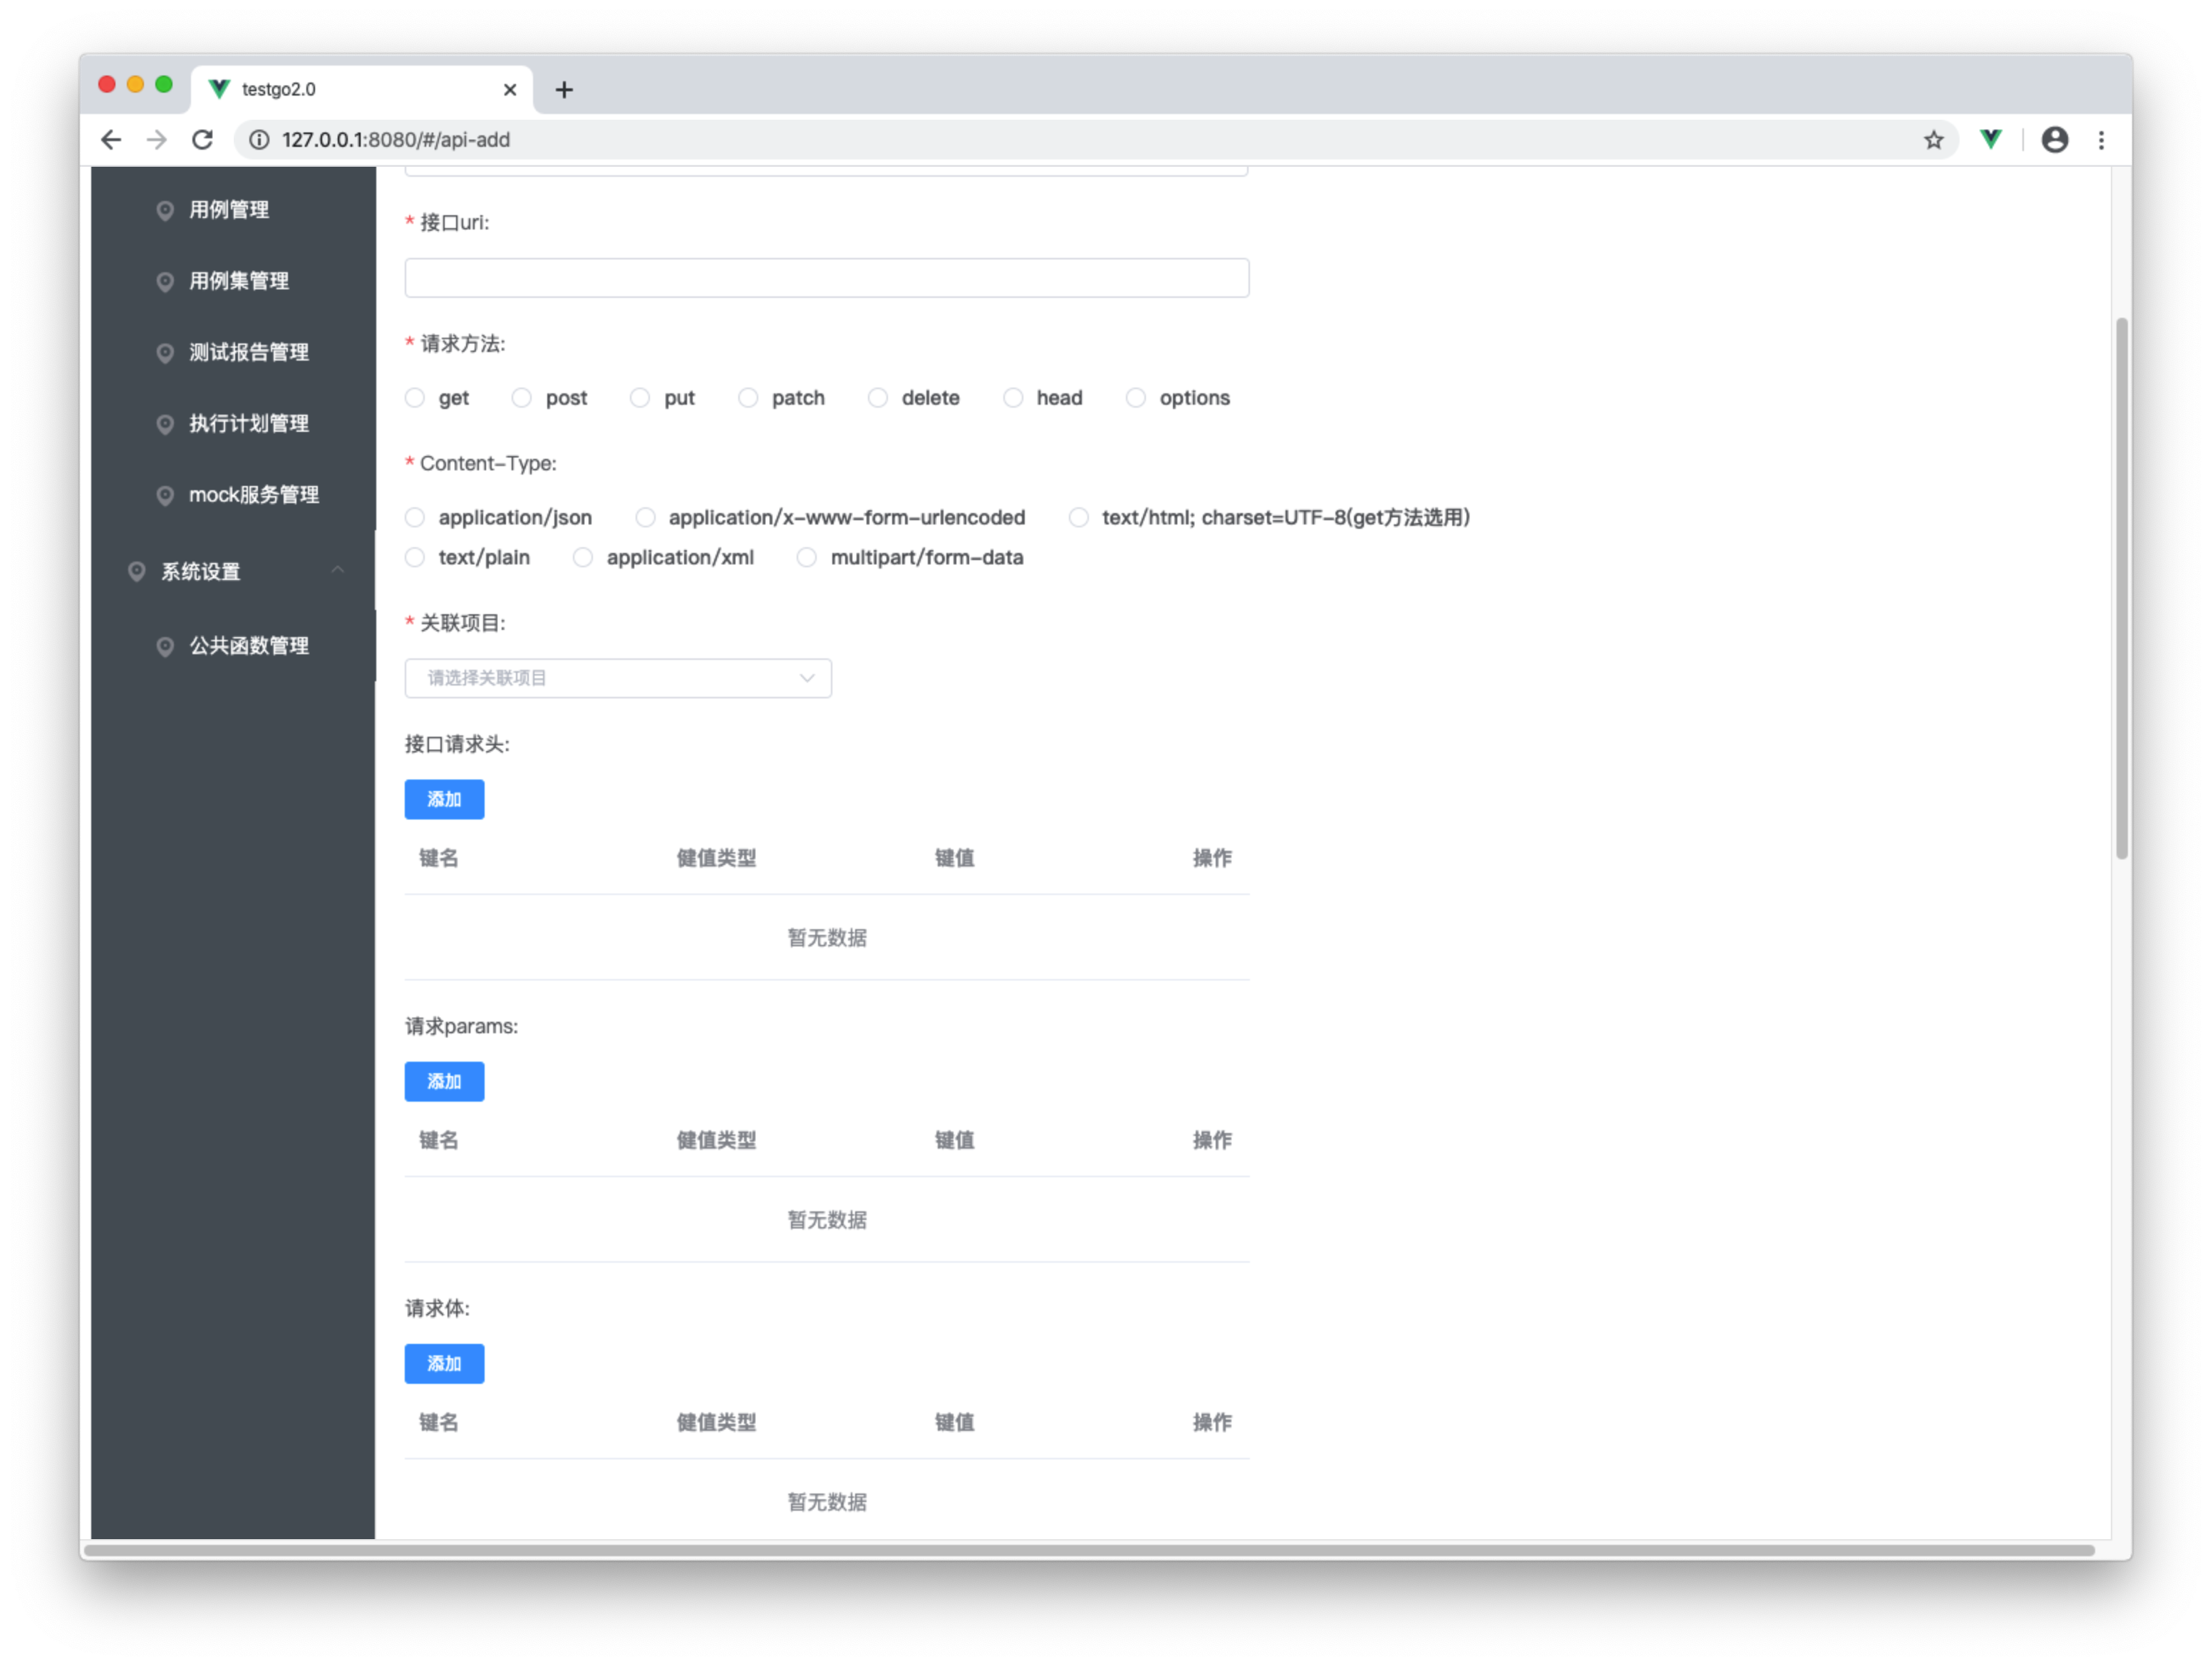 testgo2.0
127.0.0.1:8080/#/api-add
用例管理
用例集管理
测试报告管理
执行计划管理
mock服务管理
系统设置
公共函数管理
* 接口uri:
* 请求方法:
get post put patch delete head options
* Content-Type:
application/json application/x-www-form-urlencoded text/html; charset=UTF-8(get方法选用)
text/plain application/xml multipart/form-data
* 关联项目:
请选择关联项目
接口请求头:
添加
键名 健值类型 键值 操作
暂无数据
请求params:
添加
键名 健值类型 键值 操作
暂无数据
请求体:
添加
键名 健值类型 键值 操作
暂无数据